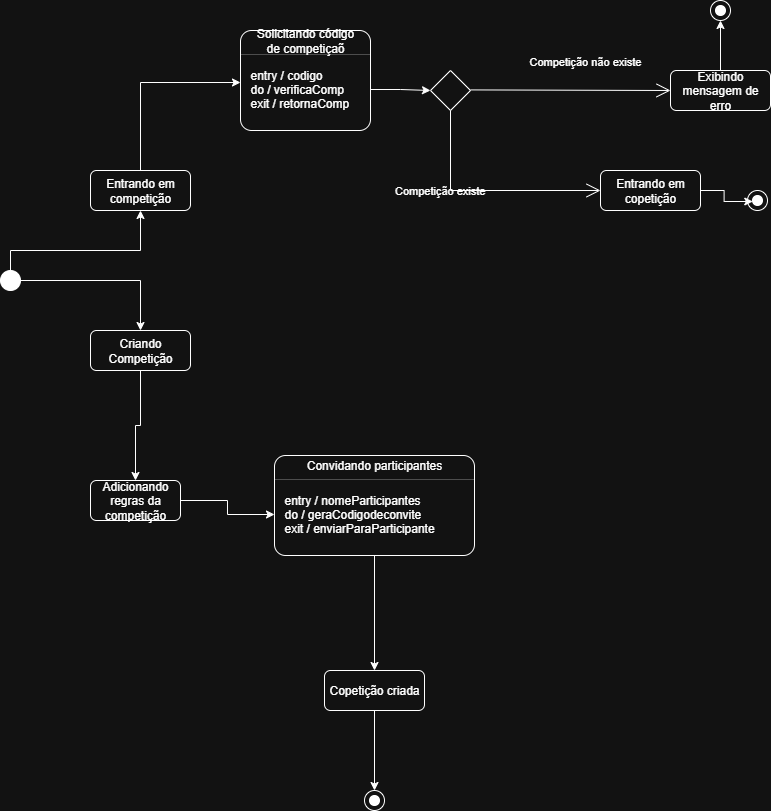 Solicitando código
de competiçaõ
entry / codigo
do / verificaComp
exit / retornaComp
Competição não existe
Exibindo
mensagem de
erro
Entrando em
competição
Competição existe
Entrando em
copetição
Criando
Competição
Adicionando
regras da
competição
Convidando participantes
entry / nomeParticipantes
do / geraCodigodeconvite
exit / enviarParaParticipante
Copetição criada